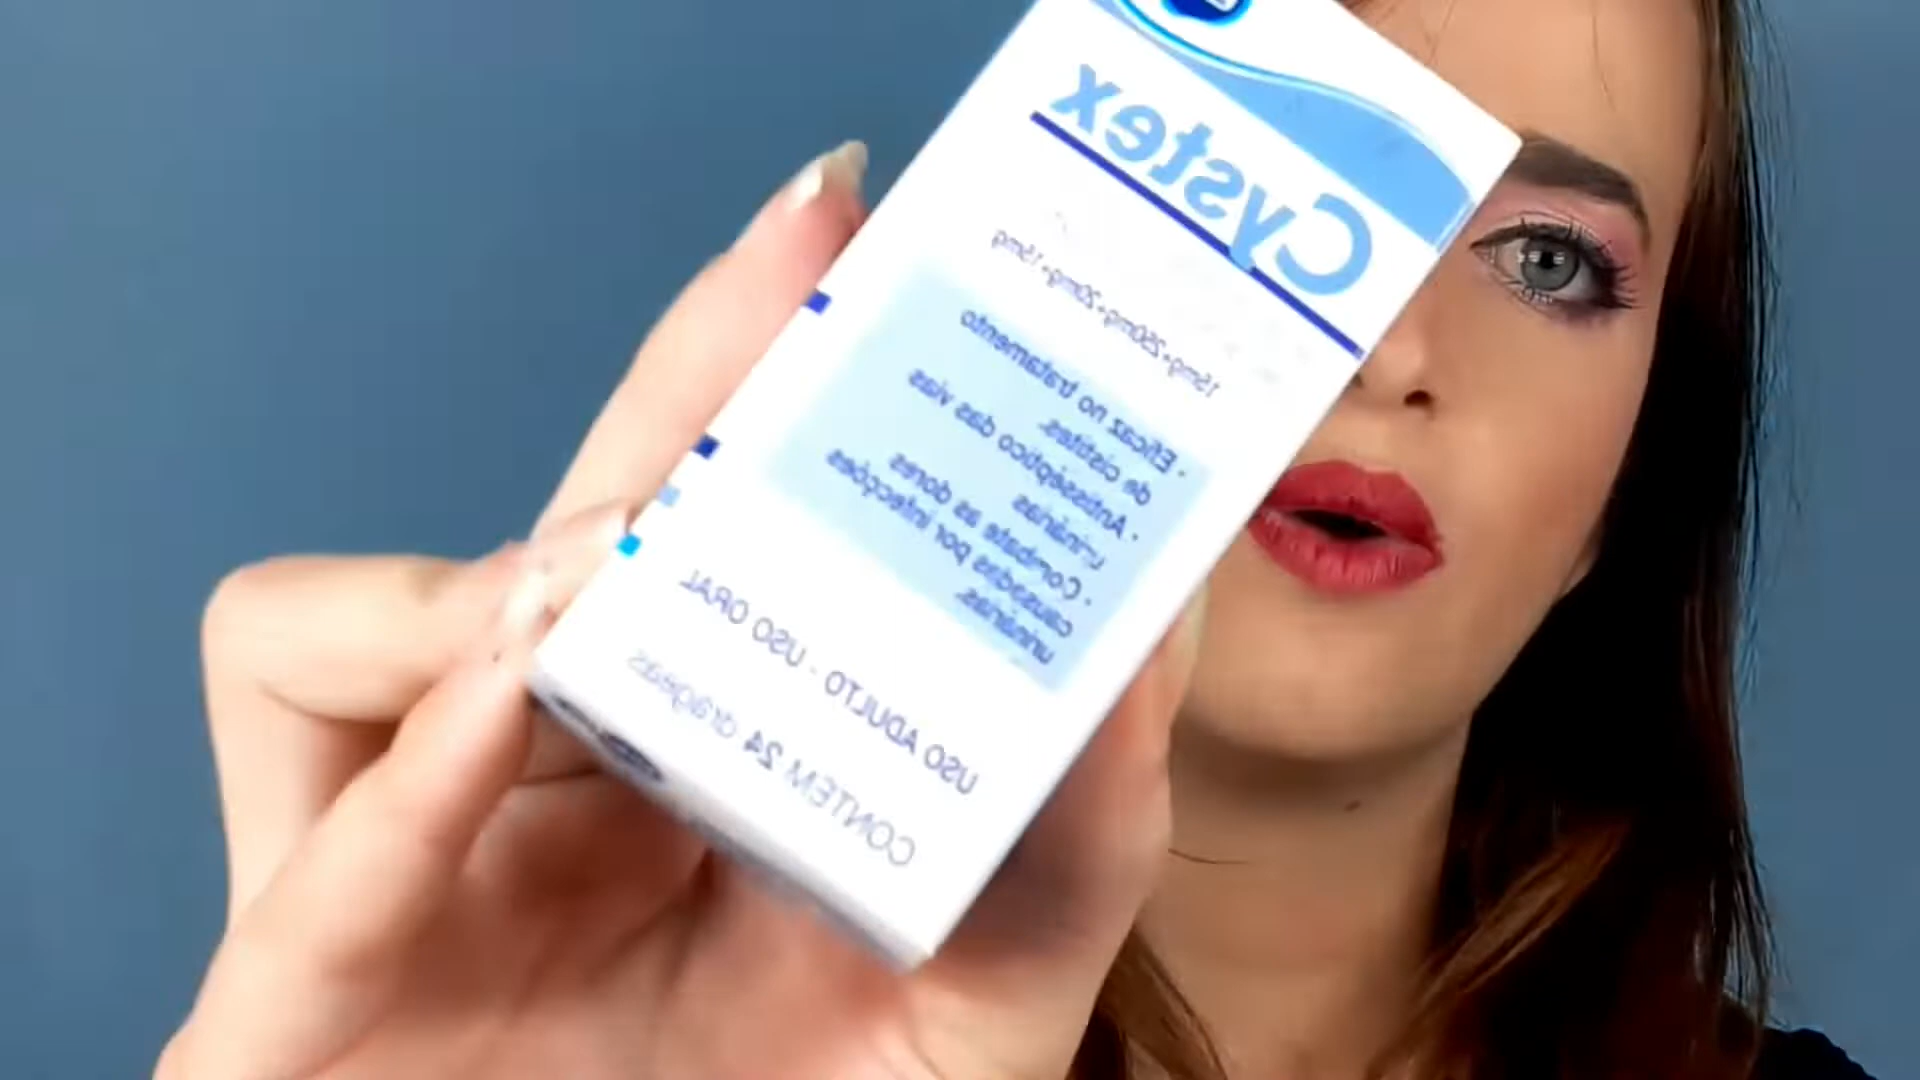 Cystex
15mg+250mg+20mg+15mg
· Eficaz no tratamento
de cistites.
· Antisséptico das vias
urinárias
· Combate as dores
causadas por infecções
urinárias.
USO ADULTO - USO ORAL
CONTEM 24 drágeas